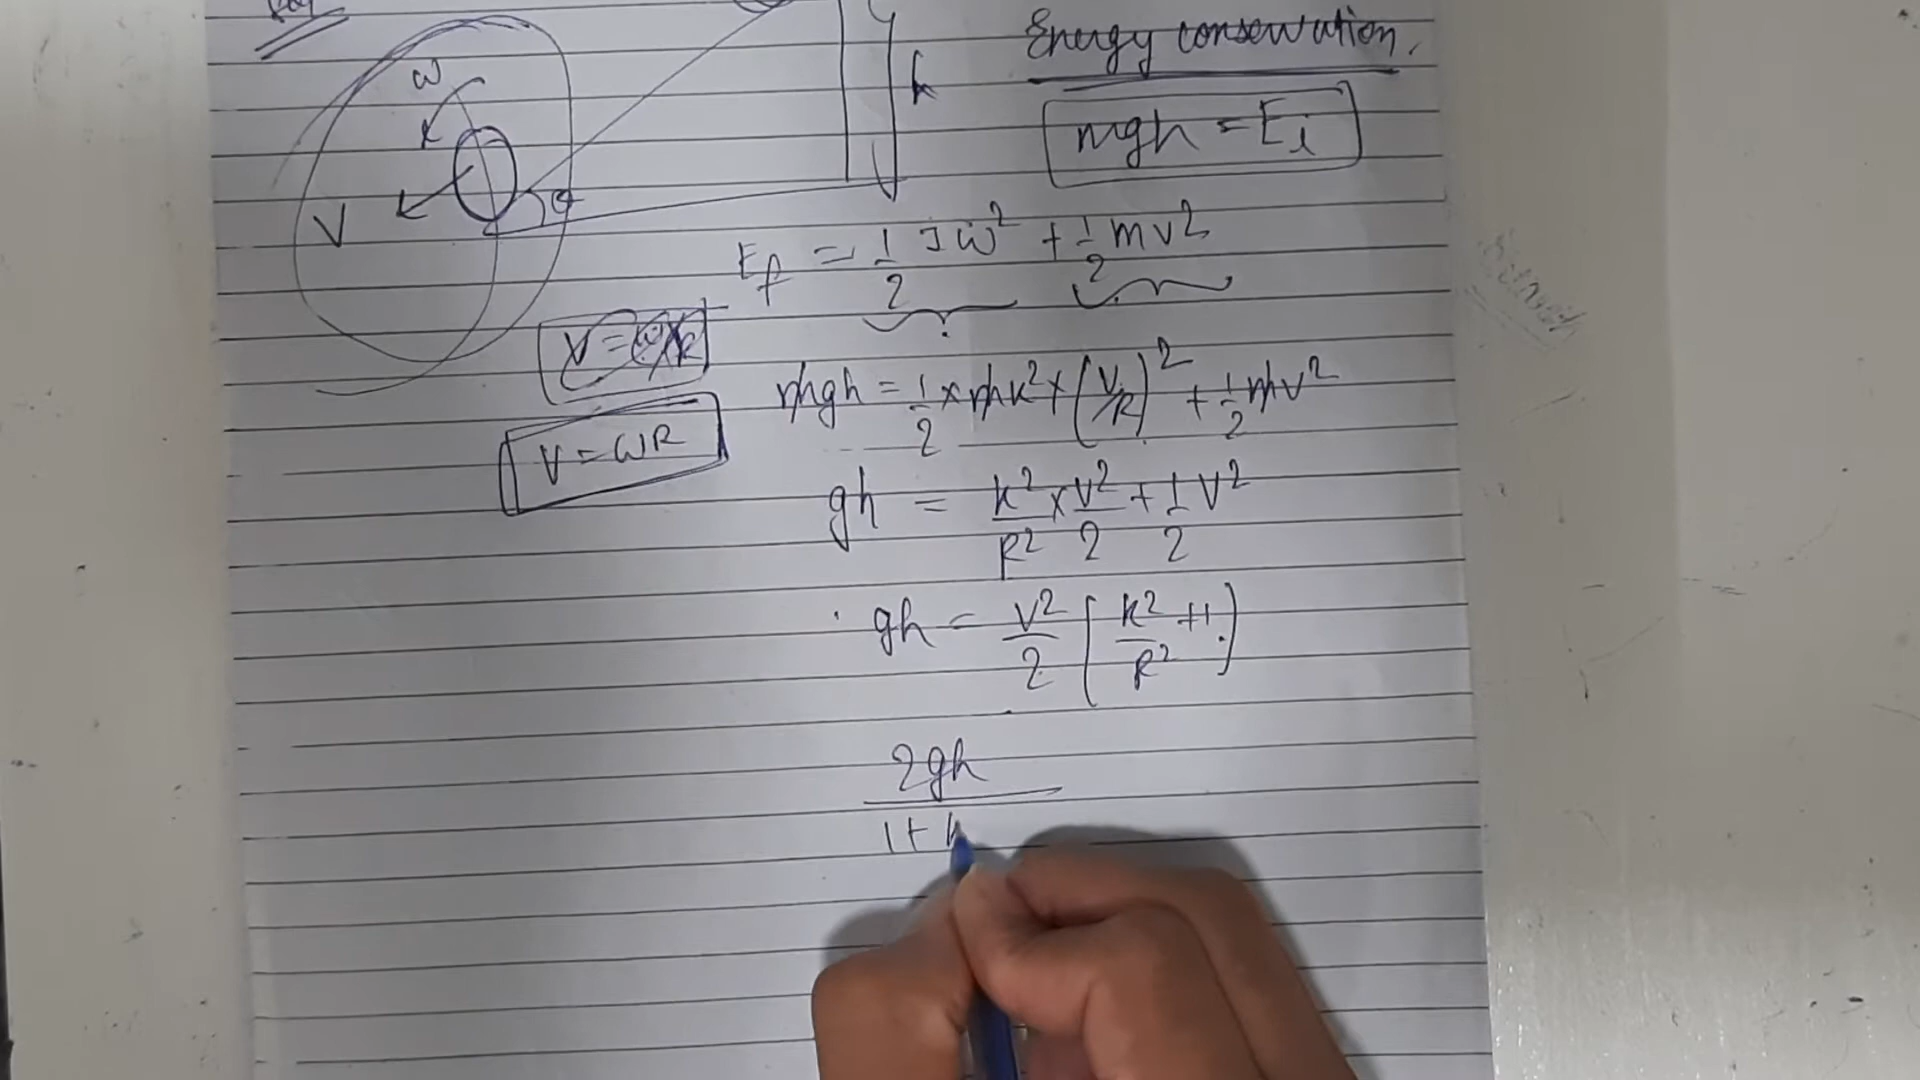 ω
V
θ
h
Energy conservation.
mgh = Ei
Ef = 1/2 Iω² + 1/2 mv²
V = ωR
mgh = 1/2 × mk² × (V/R)² + 1/2 mv²
gh = k²/R² × V²/2 + 1/2 V²
gh = V²/2 (k²/R² + 1)
2gh
1 + k